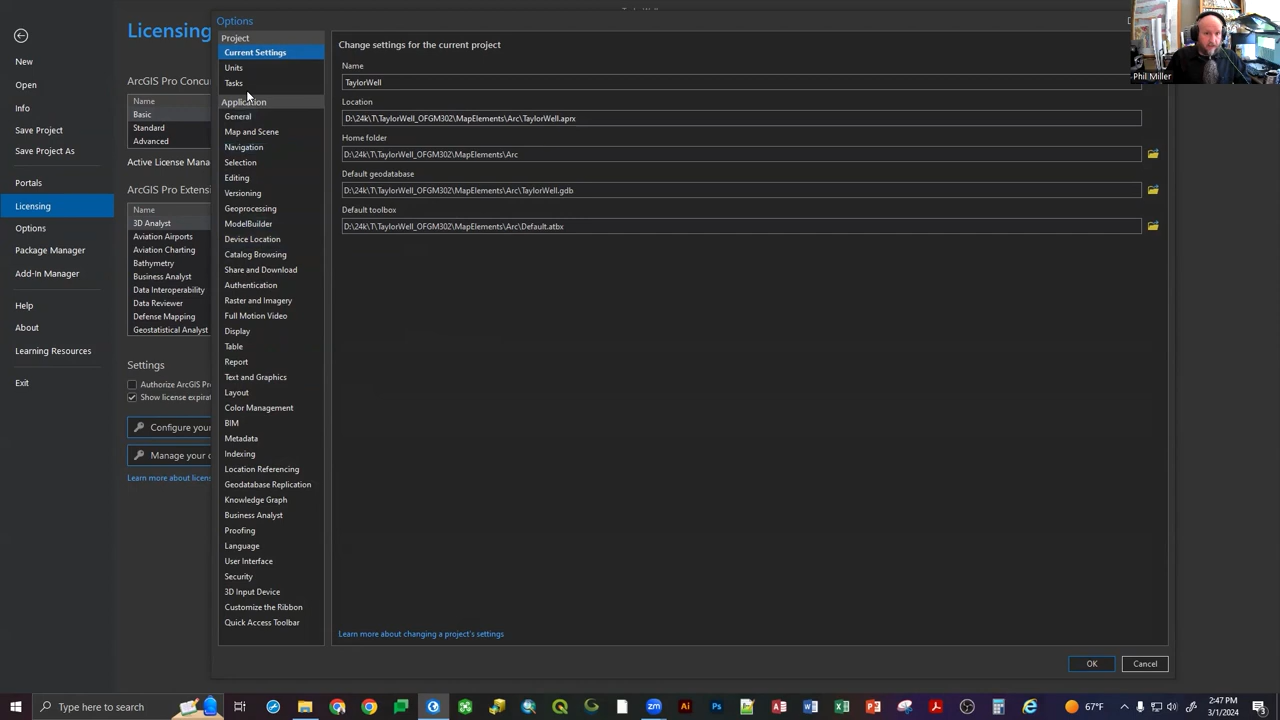 Options
Licensing
New
Open
Info
Save Project
Save Project As
Portals
Licensing
Options
Package Manager
Add-In Manager
Help
About
Learning Resources
Exit
ArcGIS Pro Concu
Name
Basic
Standard
Advanced
Active License Mana
ArcGIS Pro Extensi
Name
3D Analyst
Aviation Airports
Aviation Charting
Bathymetry
Business Analyst
Data Interoperability
Data Reviewer
Defense Mapping
Geostatistical Analyst
Settings
Authorize ArcGIS Pr
Show license expira
Configure your
Manage your c
Learn more about licens
Project
Current Settings
Units
Tasks
Application
General
Map and Scene
Navigation
Selection
Editing
Versioning
Geoprocessing
ModelBuilder
Device Location
Catalog Browsing
Share and Download
Authentication
Raster and Imagery
Full Motion Video
Display
Table
Report
Text and Graphics
Layout
Color Management
BIM
Metadata
Indexing
Location Referencing
Geodatabase Replication
Knowledge Graph
Business Analyst
Proofing
Language
User Interface
Security
3D Input Device
Customize the Ribbon
Quick Access Toolbar
Change settings for the current project
Name
TaylorWell
Location
D:\24k\T\TaylorWell_OFGM302\MapElements\Arc\TaylorWell.aprx
Home folder
D:\24k\T\TaylorWell_OFGM302\MapElements\Arc
Default geodatabase
D:\24k\T\TaylorWell_OFGM302\MapElements\Arc\TaylorWell.gdb
Default toolbox
D:\24k\T\TaylorWell_OFGM302\MapElements\Arc\Default.atbx
Learn more about changing a project's settings
OK
Cancel
Phil Miller
Type here to search
67°F
2:47 PM
3/1/2024